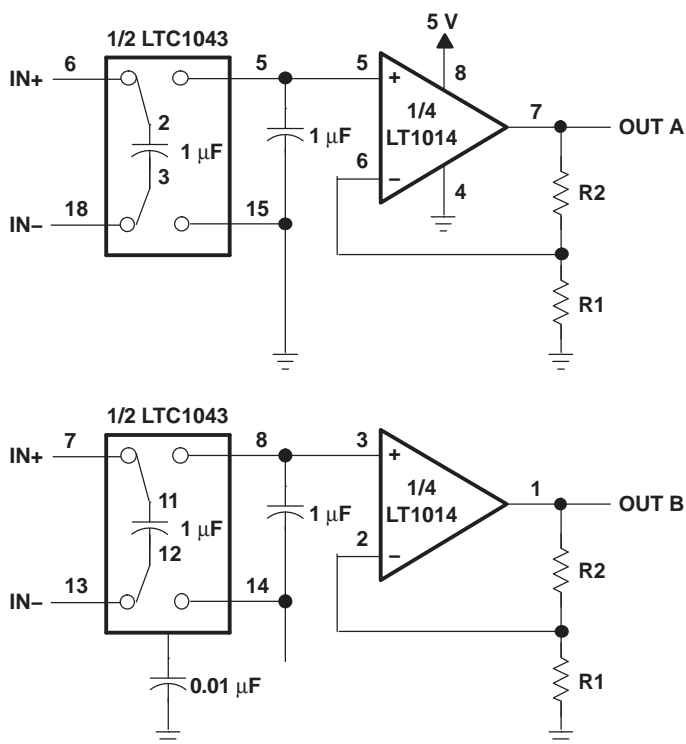 1/2 LTC1043
5 V
IN+ 6 5 5 + 8
2 1 μF 1 μF 1/4 7 OUT A
3 LT1014
6 − 4 R2
IN− 18 15
R1
1/2 LTC1043
IN+ 7 8 3 +
11 1 μF 1 μF 1/4 1 OUT B
12 LT1014
2 − R2
IN− 13 14
0.01 μF R1